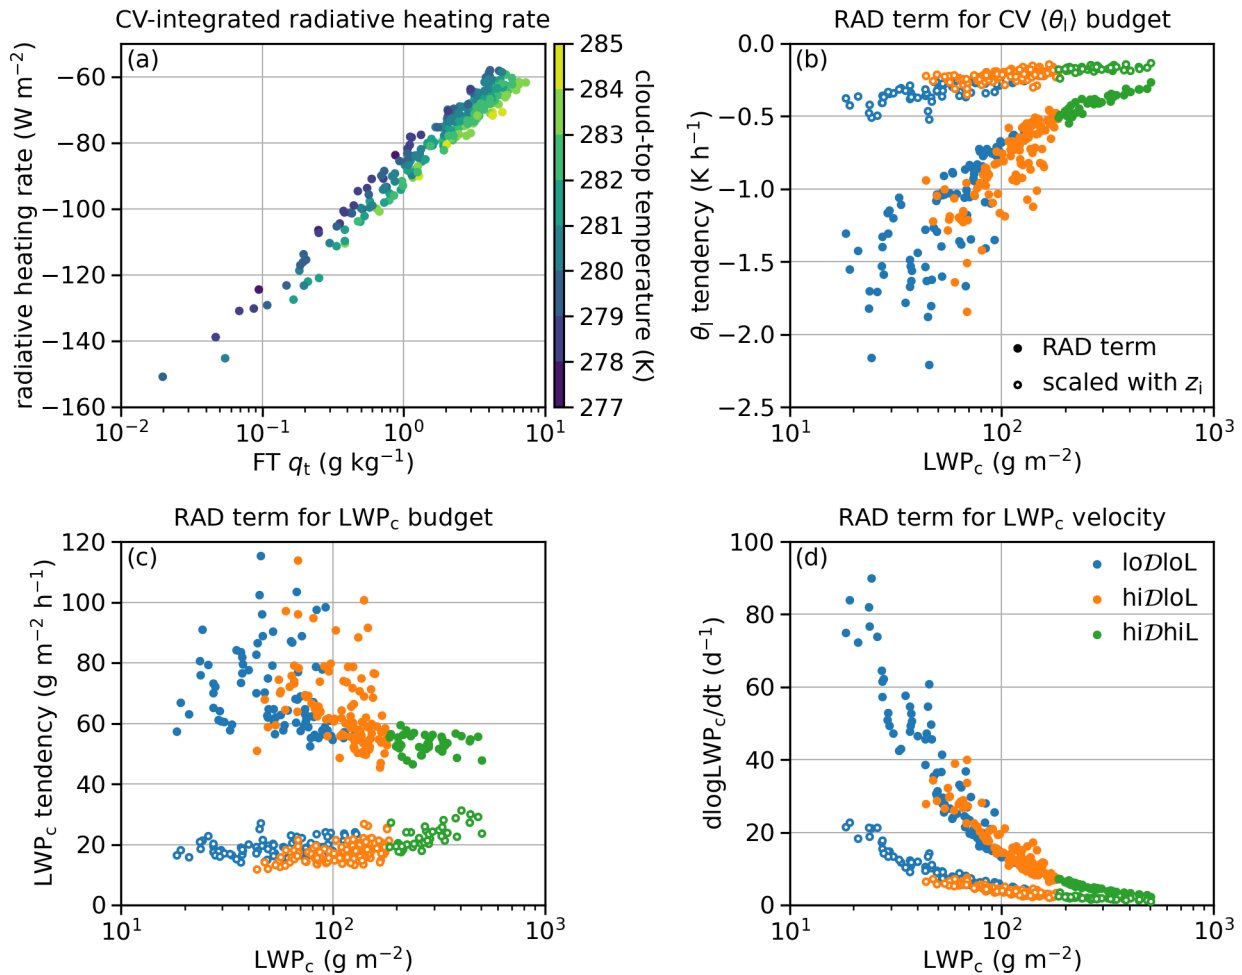 CV-integrated radiative heating rate
(a)
radiative heating rate (W m⁻²)
−60
−80
−100
−120
−140
−160
10⁻²
10⁻¹
10⁰
10¹
FT qₜ (g kg⁻¹)
285
284
283
282
281
280
279
278
277
cloud-top temperature (K)
RAD term for CV ⟨θₗ⟩ budget
(b)
θₗ tendency (K h⁻¹)
0.0
−0.5
−1.0
−1.5
−2.0
−2.5
RAD term
scaled with zᵢ
10¹
10²
10³
LWP_c (g m⁻²)
RAD term for LWP_c budget
(c)
LWP_c tendency (g m⁻² h⁻¹)
120
100
80
60
40
20
0
10¹
10²
10³
LWP_c (g m⁻²)
RAD term for LWP_c velocity
(d)
dlogLWP_c/dt (d⁻¹)
100
80
60
40
20
0
lo𝒟loL
hi𝒟loL
hi𝒟hiL
10¹
10²
10³
LWP_c (g m⁻²)